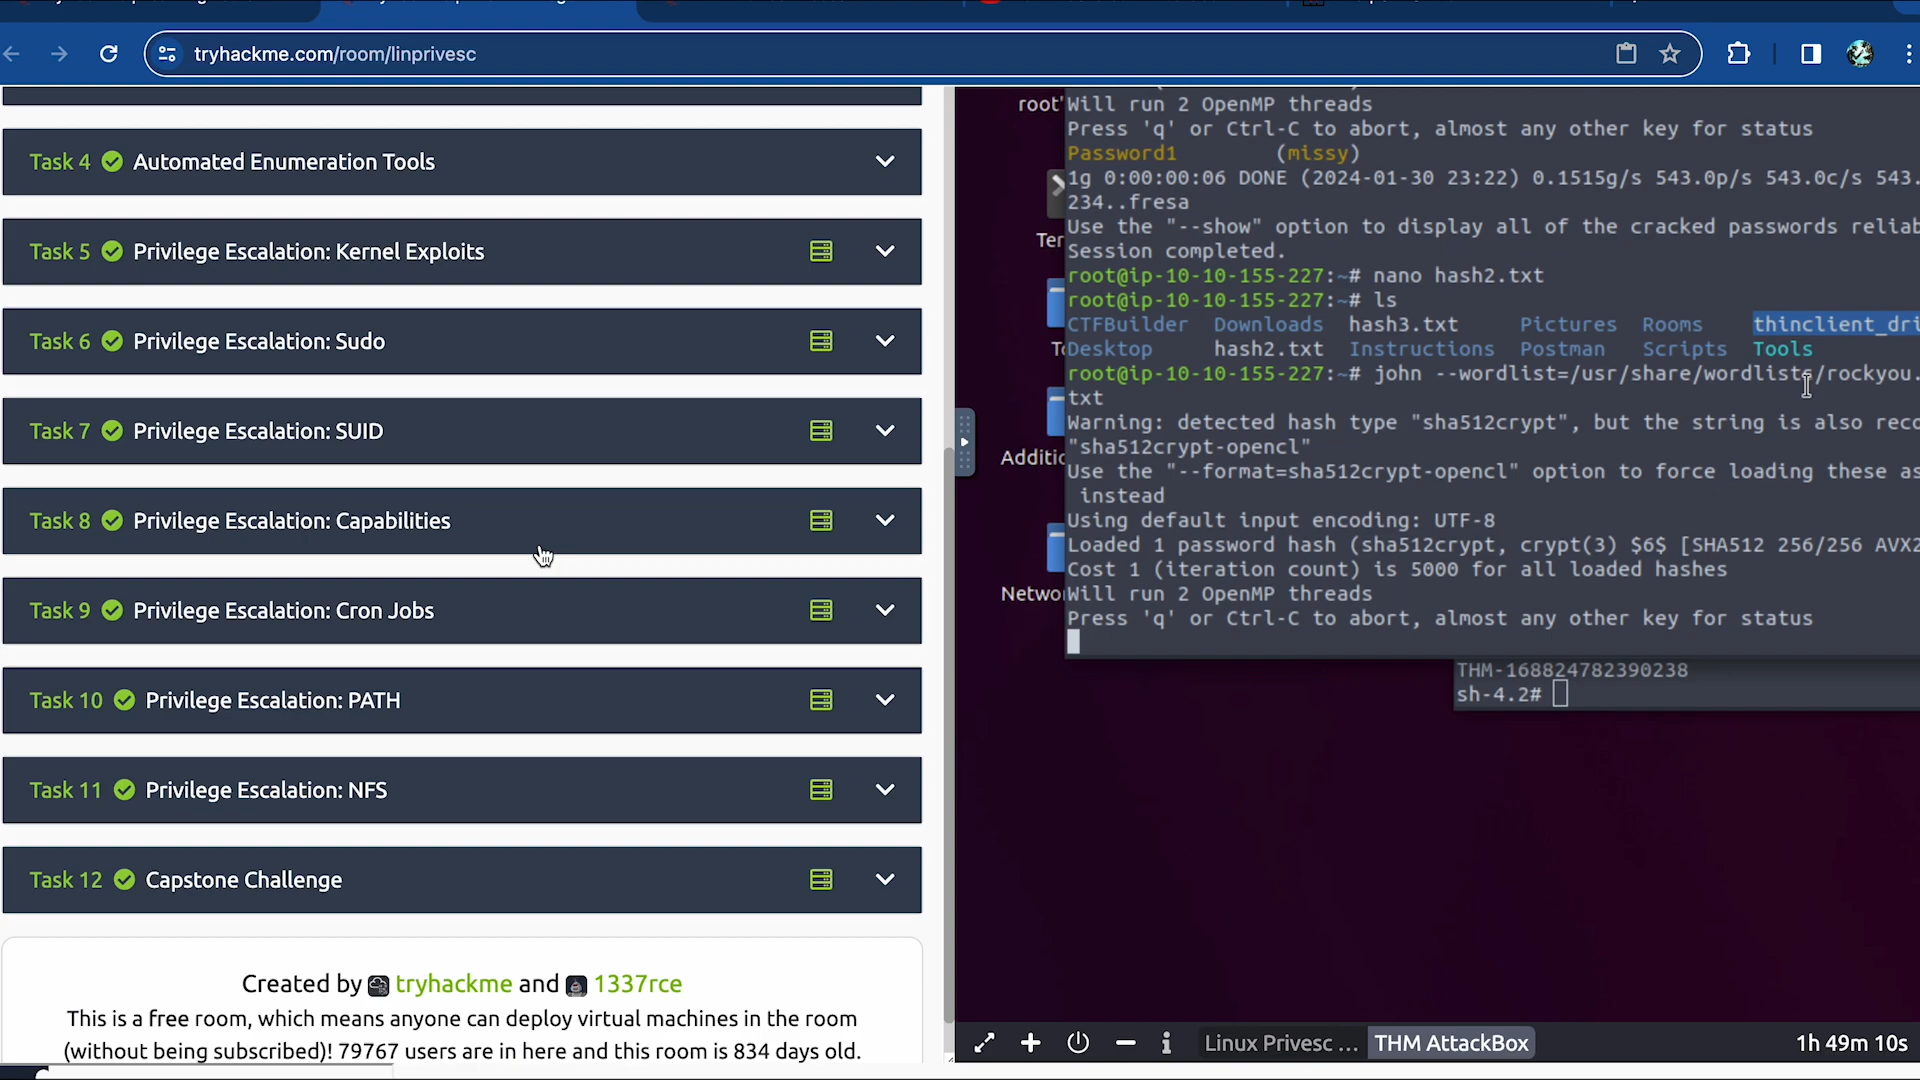 tryhackme.com/room/linprivesc
Task 4 Automated Enumeration Tools
Task 5 Privilege Escalation: Kernel Exploits
Task 6 Privilege Escalation: Sudo
Task 7 Privilege Escalation: SUID
Task 8 Privilege Escalation: Capabilities
Task 9 Privilege Escalation: Cron Jobs
Task 10 Privilege Escalation: PATH
Task 11 Privilege Escalation: NFS
Task 12 Capstone Challenge
Created by tryhackme and 1337rce
This is a free room, which means anyone can deploy virtual machines in the room
(without being subscribed)! 79767 users are in here and this room is 834 days old.
root'
Ter
Additio
Networ
Will run 2 OpenMP threads
Press 'q' or Ctrl-C to abort, almost any other key for status
Password1 (missy)
1g 0:00:00:06 DONE (2024-01-30 23:22) 0.1515g/s 543.0p/s 543.0c/s 543.
234..fresa
Use the "--show" option to display all of the cracked passwords reliab
Session completed.
root@ip-10-10-155-227:~# nano hash2.txt
root@ip-10-10-155-227:~# ls
CTFBuilder Downloads hash3.txt Pictures Rooms thinclient_dri
Desktop hash2.txt Instructions Postman Scripts Tools
root@ip-10-10-155-227:~# john --wordlist=/usr/share/wordlists/rockyou.
txt
Warning: detected hash type "sha512crypt", but the string is also reco
"sha512crypt-opencl"
Use the "--format=sha512crypt-opencl" option to force loading these as
instead
Using default input encoding: UTF-8
Loaded 1 password hash (sha512crypt, crypt(3) $6$ [SHA512 256/256 AVX2
Cost 1 (iteration count) is 5000 for all loaded hashes
Will run 2 OpenMP threads
Press 'q' or Ctrl-C to abort, almost any other key for status
THM-168824782390238
sh-4.2#
Linux Privesc ... THM AttackBox 1h 49m 10s